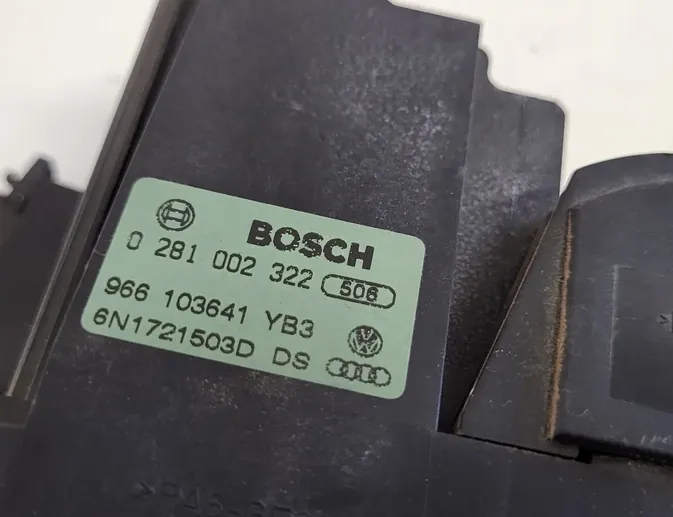 BOSCH
0 281 002 322 506
966 103641 YB3
6N1721503D DS